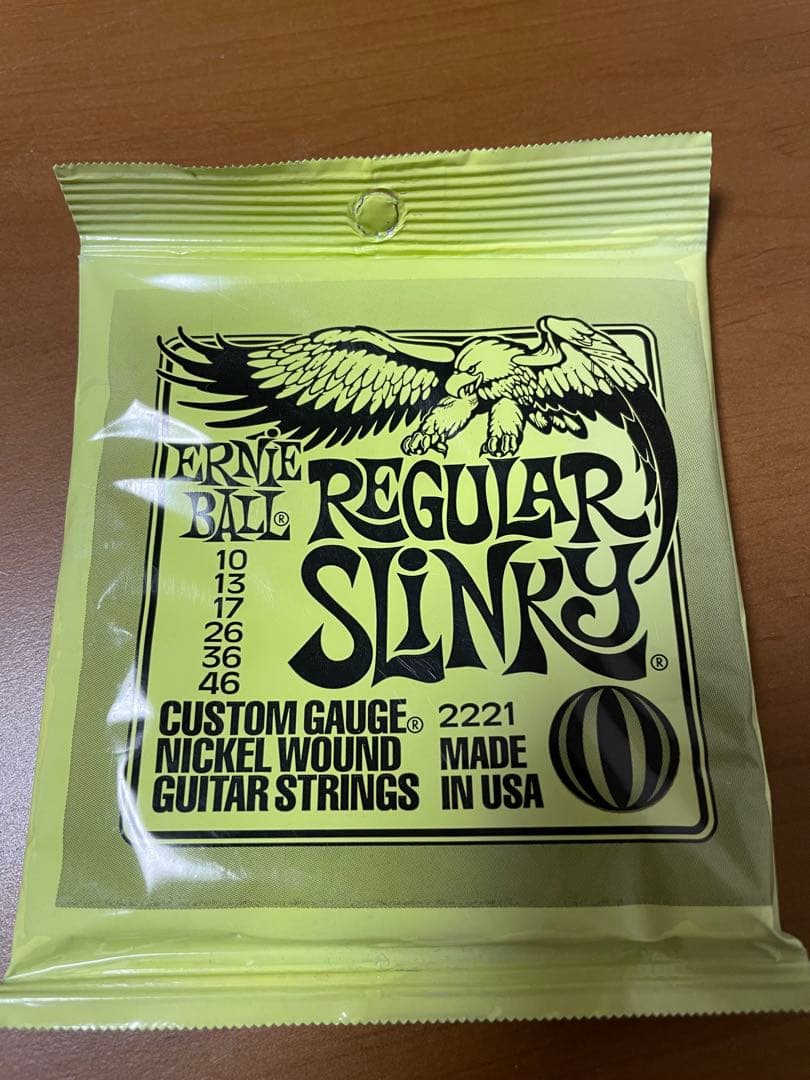 ERNIE
BALL®
REGULAR
SLINKY®
10
13
17
26
36
46
CUSTOM GAUGE®
NICKEL WOUND
GUITAR STRINGS
2221
MADE
IN USA